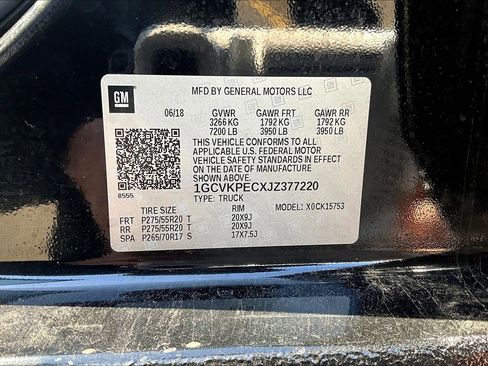 MFD BY GENERAL MOTORS LLC
GM
06/18 GVWR GAWR FRT GAWR RR
3266 KG 1792 KG 1792 KG
7200 LB 3950 LB 3950 LB
THIS VEHICLE CONFORMS TO ALL
APPLICABLE U.S. FEDERAL MOTOR
VEHICLE SAFETY STANDARDS IN EFFECT
ON THE DATE OF MANUFACTURE
SHOWN ABOVE.
8555 1GCVKPECXJZ377220
TYPE: TRUCK MODEL: X0CK15753
TIRE SIZE RIM
FRT P275/55R20 T 20X9J
RR P275/55R20 T 20X9J
SPA P265/70R17 S 17X7.5J